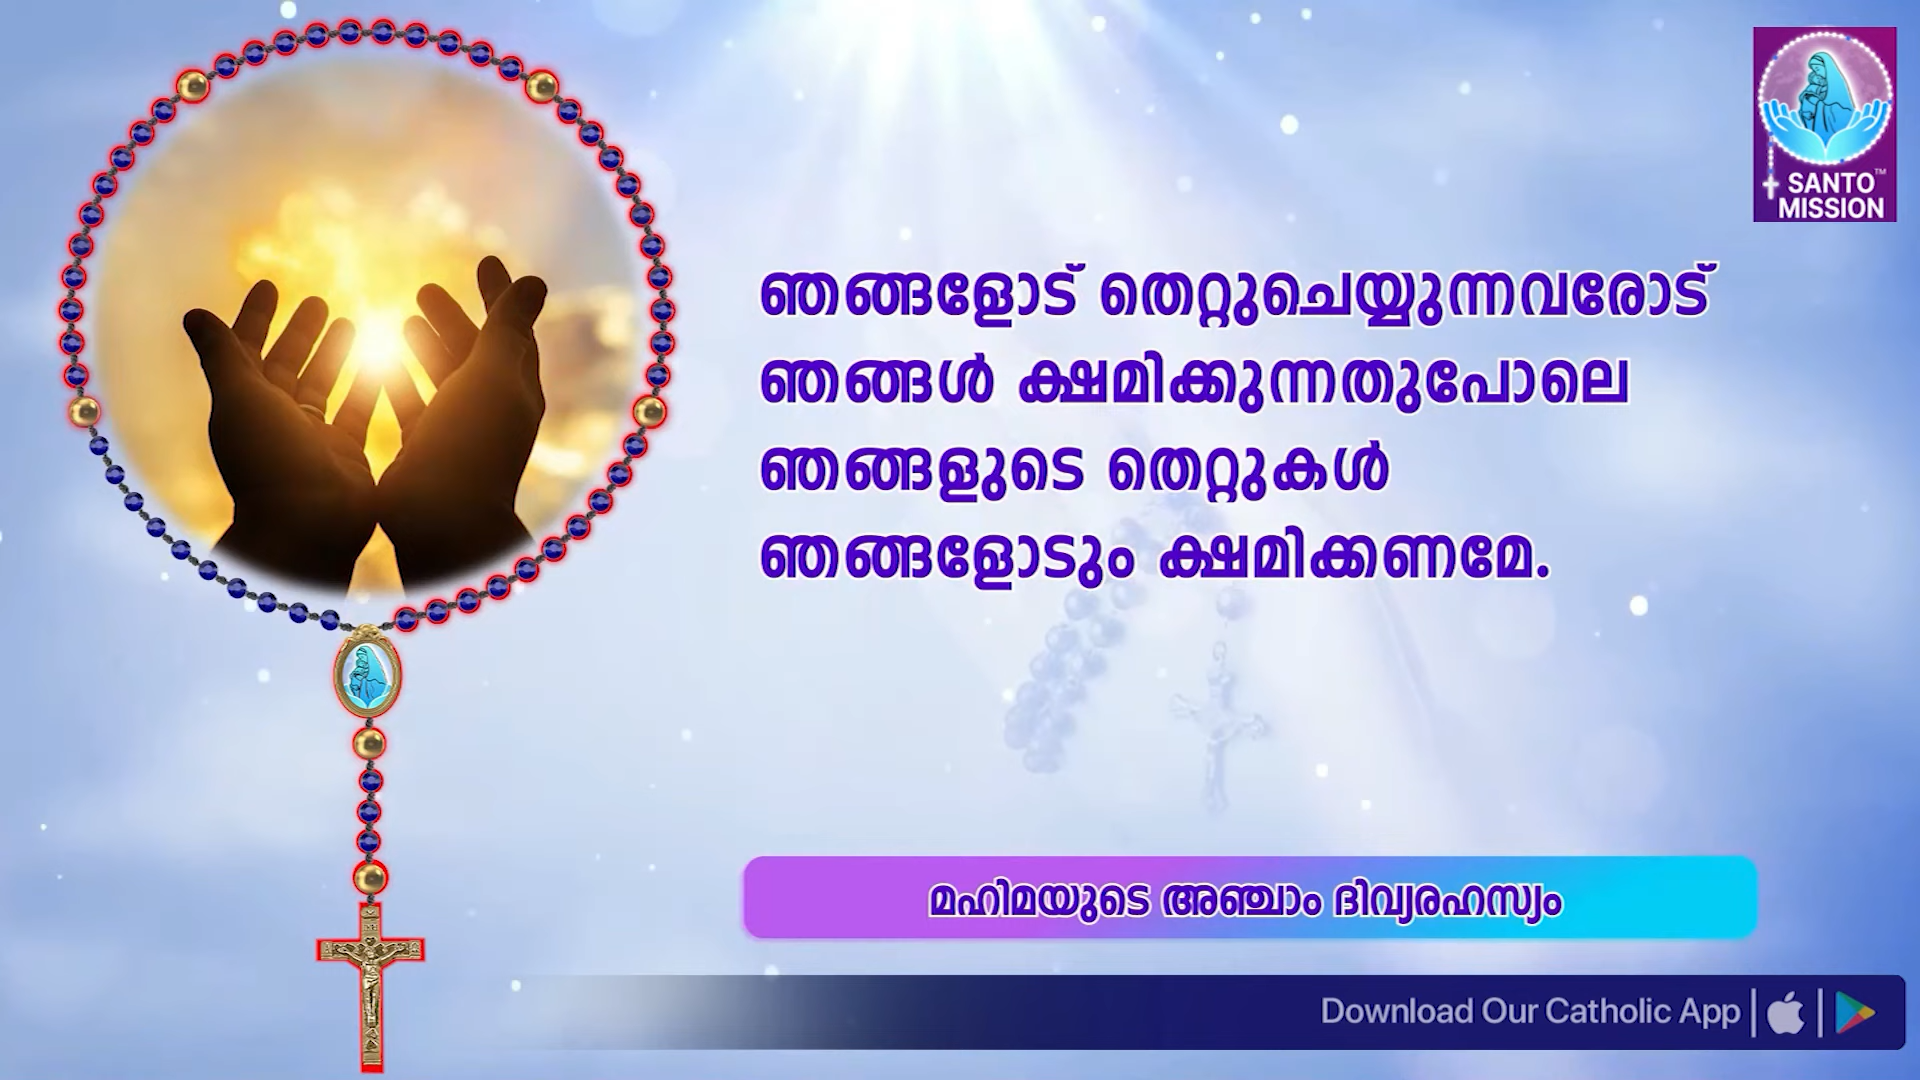 SANTO™
MISSION
ഞങ്ങളോട് തെറ്റുചെയ്യുന്നവരോട്
ഞങ്ങൾ ക്ഷമിക്കുന്നതുപോലെ
ഞങ്ങളുടെ തെറ്റുകൾ
ഞങ്ങളോടും ക്ഷമിക്കണമേ.
മഹിമയുടെ അഞ്ചാം ദിവ്യരഹസ്യം
Download Our Catholic App